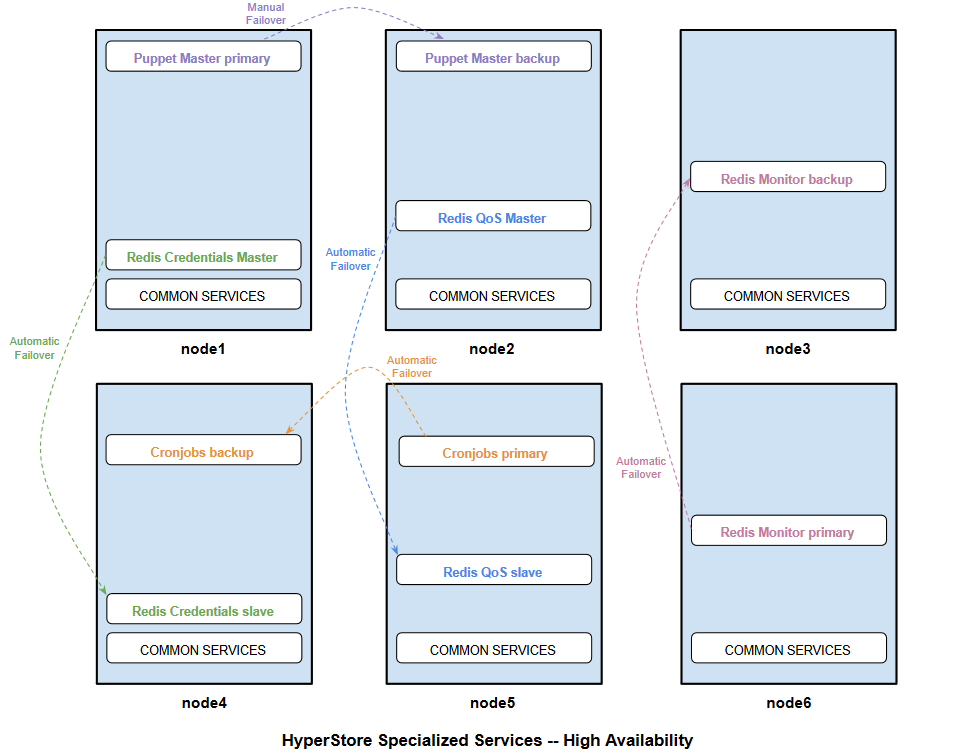 Manual
Failover
Puppet Master primary
Puppet Master backup
Redis Monitor backup
Redis QoS Master
Redis Credentials Master
Automatic
Failover
COMMON SERVICES
COMMON SERVICES
COMMON SERVICES
node1
node2
node3
Automatic
Failover
Automatic
Failover
Cronjobs backup
Cronjobs primary
Automatic
Failover
Redis Monitor primary
Redis QoS slave
Redis Credentials slave
COMMON SERVICES
COMMON SERVICES
COMMON SERVICES
node4
node5
node6
HyperStore Specialized Services -- High Availability